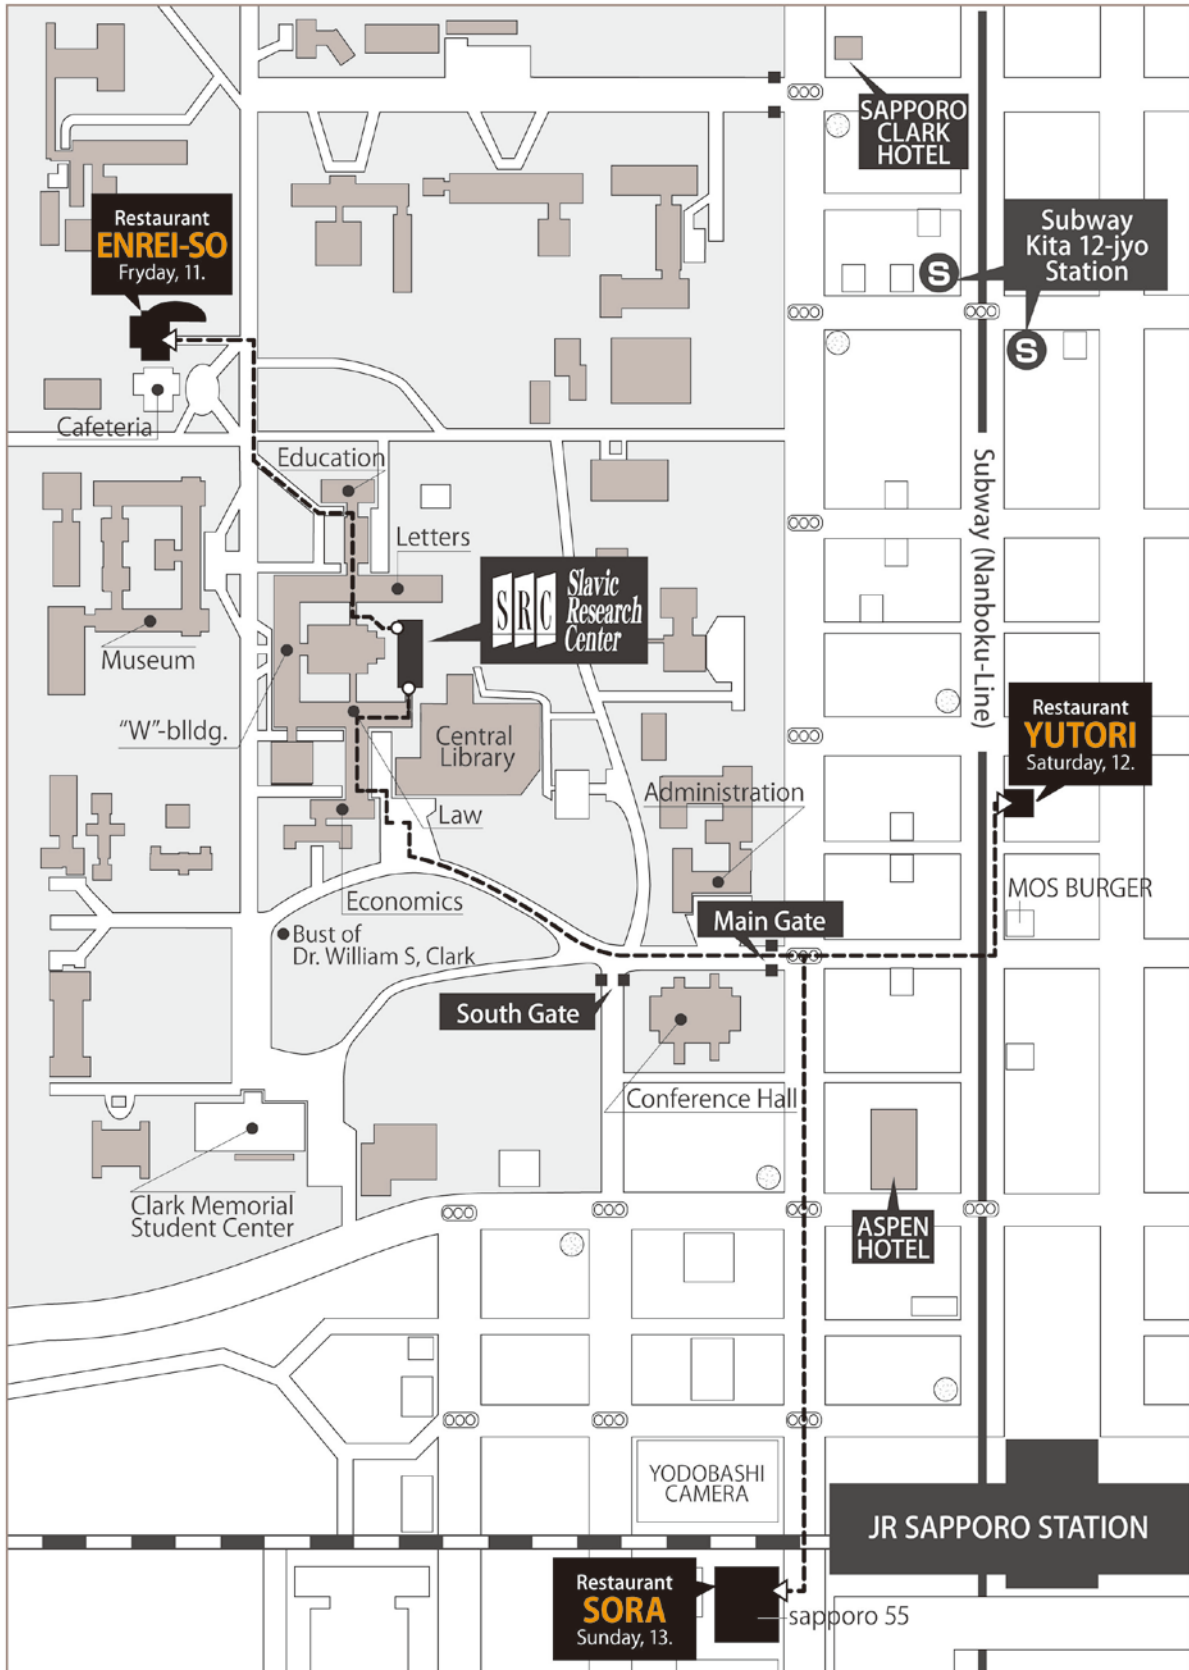 SAPPORO
CLARK
HOTEL
Restaurant
ENREI-SO
Fryday, 11.
Subway
Kita 12-jyo
Station
S
S
Cafeteria
Education
Subway (Nanboku-Line)
Letters
SRC
Slavic
Research
Center
Museum
Restaurant
YUTORI
Saturday, 12.
"W"-blldg.
Central
Library
Administration
Law
MOS BURGER
Economics
Main Gate
Bust of
Dr. William S, Clark
South Gate
Conference Hall
Clark Memorial
Student Center
ASPEN
HOTEL
YODOBASHI
CAMERA
JR SAPPORO STATION
Restaurant
SORA
Sunday, 13.
sapporo 55